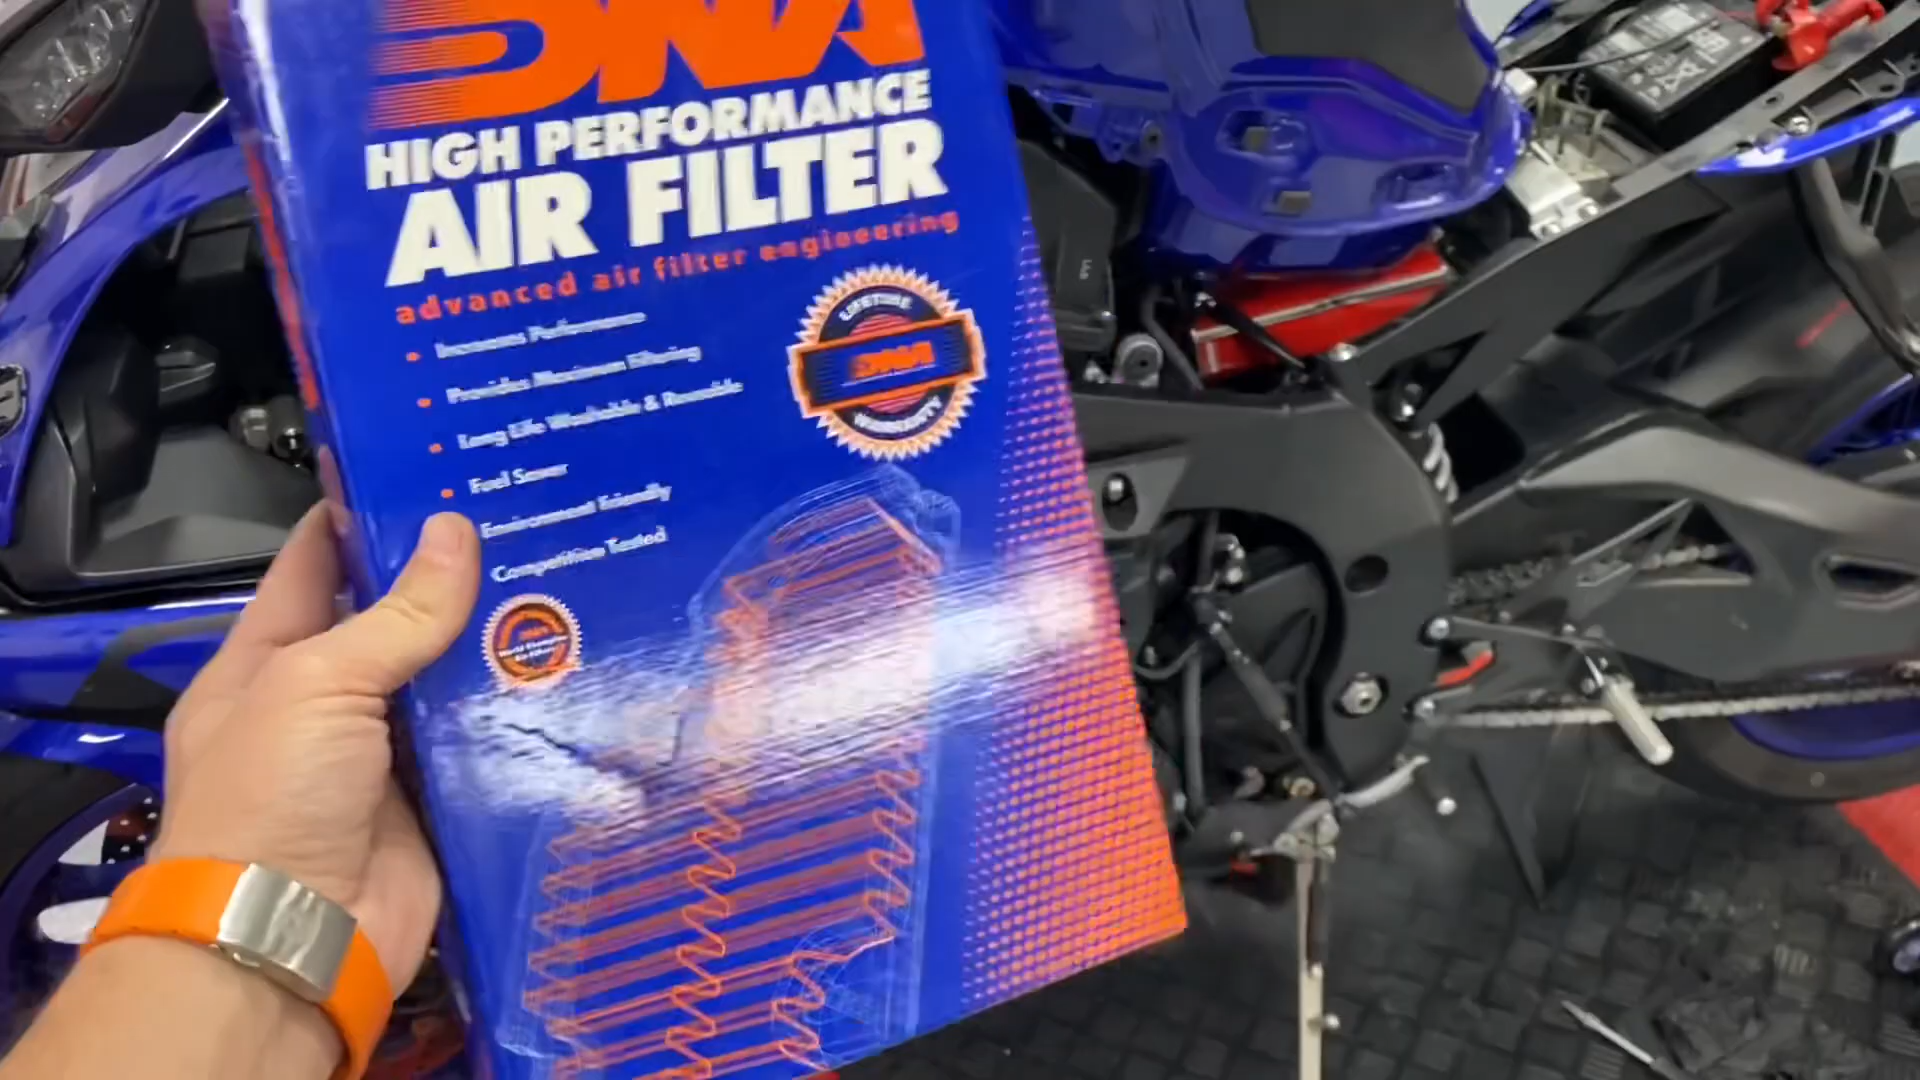 DNA
HIGH PERFORMANCE
AIR FILTER
advanced air filter engineering
Increases Performance
Provides Maximum Filtering
Long Life Washable & Reusable
Fuel Saver
Environment Friendly
Competition Tested
LIFETIME
DNA
WARRANTY